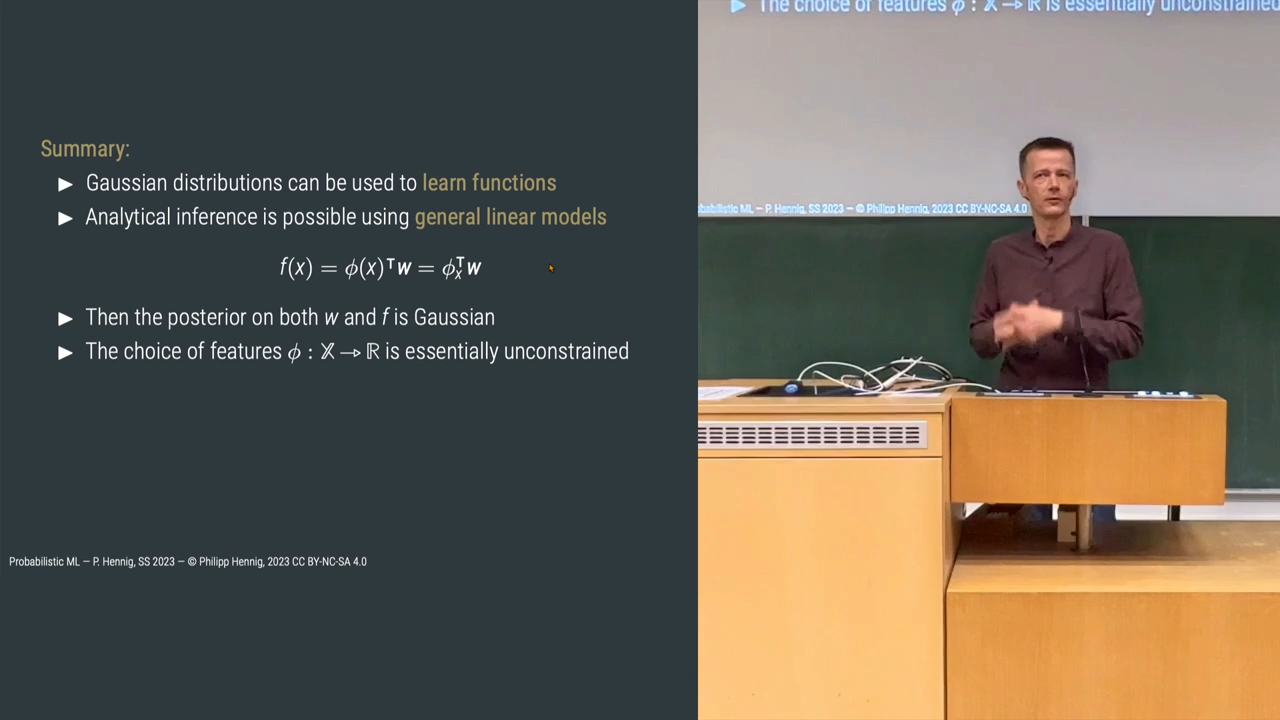 Summary:
▶ Gaussian distributions can be used to learn functions
▶ Analytical inference is possible using general linear models
f(x) = ϕ(x)ᵀw = ϕₓᵀw
▶ Then the posterior on both w and f is Gaussian
▶ The choice of features ϕ : 𝕏 → ℝ is essentially unconstrained
Probabilistic ML — P. Hennig, SS 2023 — © Philipp Hennig, 2023 CC BY-NC-SA 4.0
▶ The choice of features ϕ : 𝕏 → ℝ is essentially unconstrained
ML — P. Hennig, SS 2023 — © Philipp Hennig, 2023 CC BY-NC-SA 4.0